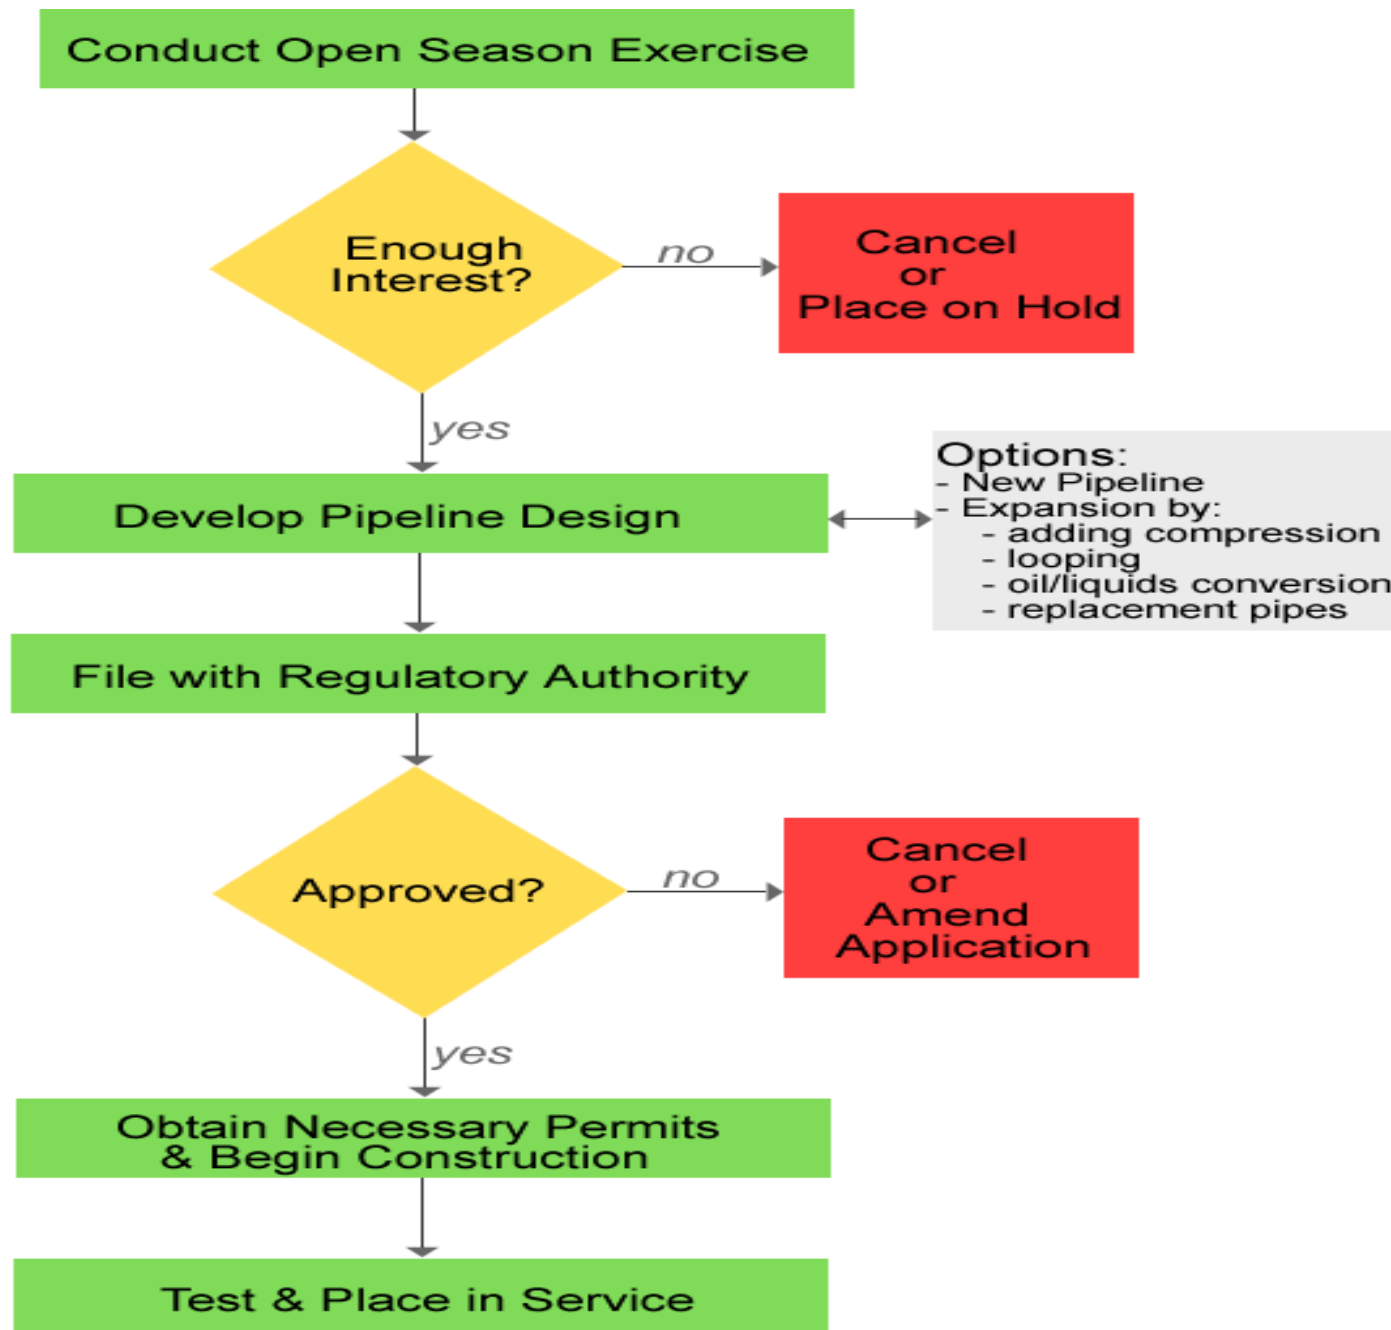 Conduct Open Season Exercise
Enough
Interest?
no
Cancel
or
Place on Hold
yes
Develop Pipeline Design
Options:
- New Pipeline
- Expansion by:
- adding compression
- looping
- oil/liquids conversion
- replacement pipes
File with Regulatory Authority
Approved?
no
Cancel
or
Amend
Application
yes
Obtain Necessary Permits
& Begin Construction
Test & Place in Service